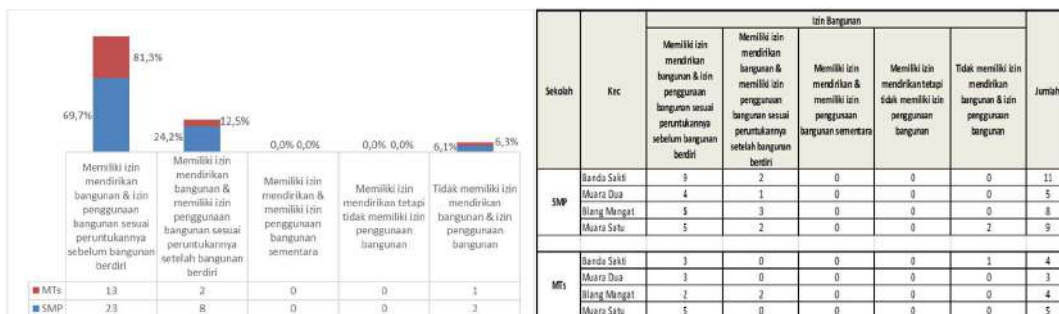 81,3%
69,7%
12,5%
24,2%
0,0% 0,0%
0,0% 0,0%
6,1%
6,3%
Memiliki izin mendirikan bangunan & izin penggunaan bangunan sesuai peruntukannya sebelum bangunan berdiri
Memiliki izin mendirikan bangunan & memiliki izin penggunaan bangunan sesuai peruntukannya setelah bangunan berdiri
Memiliki izin mendirikan & memiliki izin penggunaan bangunan sementara
Memiliki izin mendirikan tetapi tidak memiliki izin penggunaan bangunan
Tidak memiliki izin mendirikan bangunan & izin penggunaan bangunan
MTs 13 2 0 0 1
SMP 23 8 0 0 2
Izin Bangunan
Sekolah
Kec
Memiliki izin mendirikan bangunan & izin penggunaan bangunan sesuai peruntukannya sebelum bangunan berdiri
Memiliki izin mendirikan bangunan & memiliki izin penggunaan bangunan sesuai peruntukannya setelah bangunan berdiri
Memiliki izin mendirikan & memiliki izin penggunaan bangunan sementara
Memiliki izin mendirikan tetapi tidak memiliki izin penggunaan bangunan
Tidak memiliki izin mendirikan bangunan & izin penggunaan bangunan
Jumlah
SMP
Banda Sakti 9 2 0 0 0 11
Muara Dua 4 1 0 0 0 5
Blang Mangat 5 3 0 0 0 8
Muara Satu 5 2 0 0 2 9
MTs
Banda Sakti 3 0 0 0 1 4
Muara Dua 3 0 0 0 0 3
Blang Mangat 2 2 0 0 0 4
Muara Satu 5 0 0 0 0 5